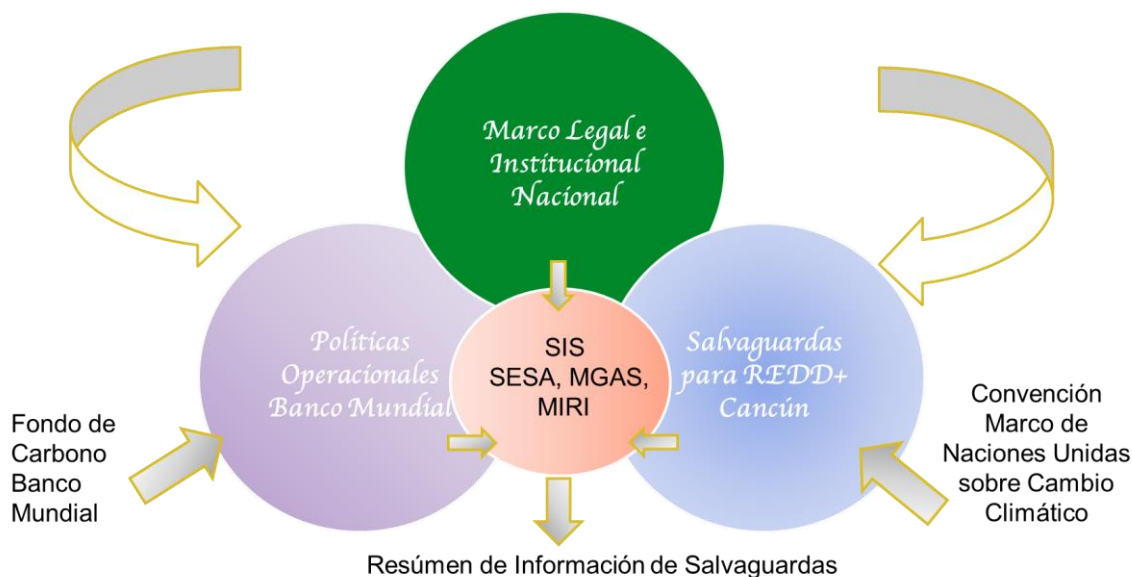 Marco Legal e
Institucional
Nacional
Políticas
Operacionales
Banco Mundial
SIS
SESA, MGAS,
MIRI
Salvaguardas
para REDD+
Cancún
Fondo de
Carbono
Banco
Mundial
Convención
Marco de
Naciones Unidas
sobre Cambio
Climático
Resúmen de Información de Salvaguardas